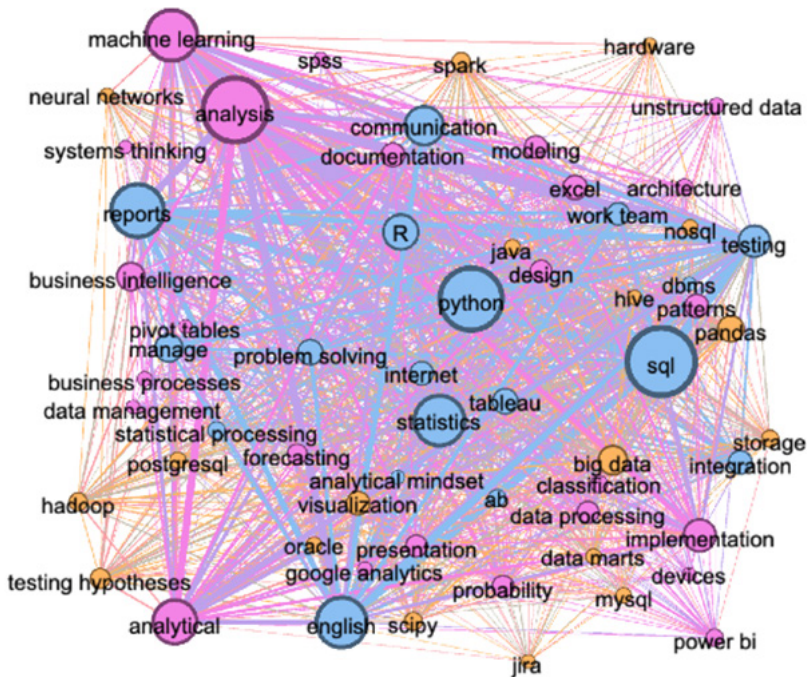 machine learning
hardware
spss
spark
neural networks
unstructured data
analysis
communication
systems thinking
documentation
modeling
excel
architecture
reports
work team
R
nosql
testing
java
business intelligence
design
dbms
python
hive
patterns
pivot tables
pandas
manage
problem solving
sql
internet
business processes
data management
tableau
statistics
statistical processing
storage
forecasting
postgresql
big data
integration
analytical mindset
classification
hadoop
visualization
ab
data processing
implementation
oracle
presentation
data marts
testing hypotheses
google analytics
devices
probability
mysql
analytical
english
scipy
power bi
jira